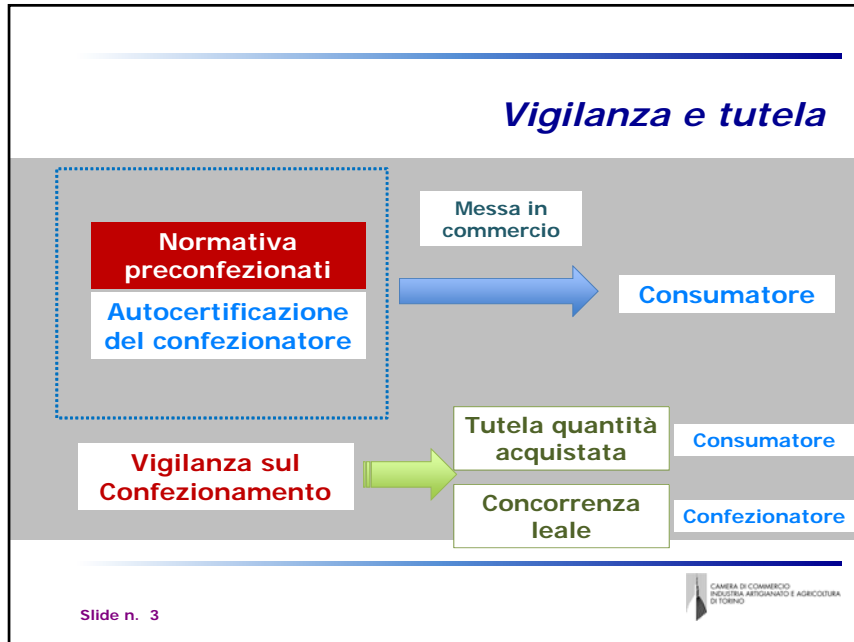 Vigilanza e tutela
Normativa
preconfezionati
Autocertificazione
del confezionatore
Messa in
commercio
Consumatore
Vigilanza sul
Confezionamento
Tutela quantità
acquistata
Consumatore
Concorrenza
leale
Confezionatore
Slide n. 3
CAMERA DI COMMERCIO
INDUSTRIA ARTIGIANATO E AGRICOLTURA
DI TORINO